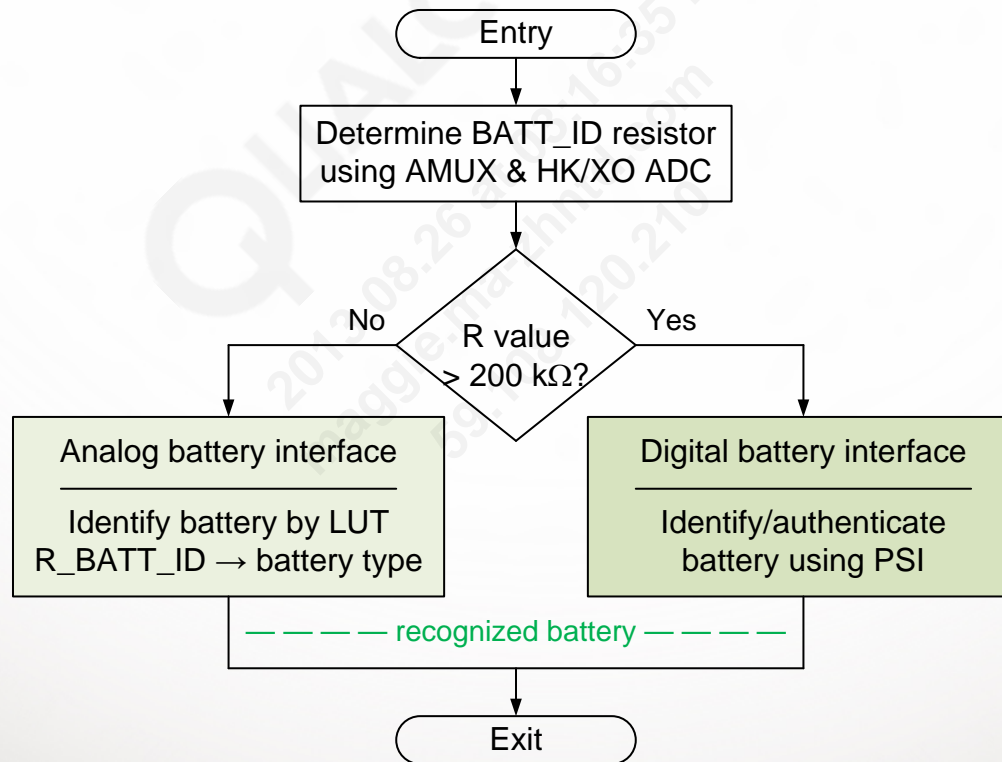 Entry
Determine BATT_ID resistor
using AMUX & HK/XO ADC
No
Yes
R value
> 200 kΩ?
Analog battery interface
Identify battery by LUT
R_BATT_ID → battery type
Digital battery interface
Identify/authenticate
battery using PSI
recognized battery
Exit